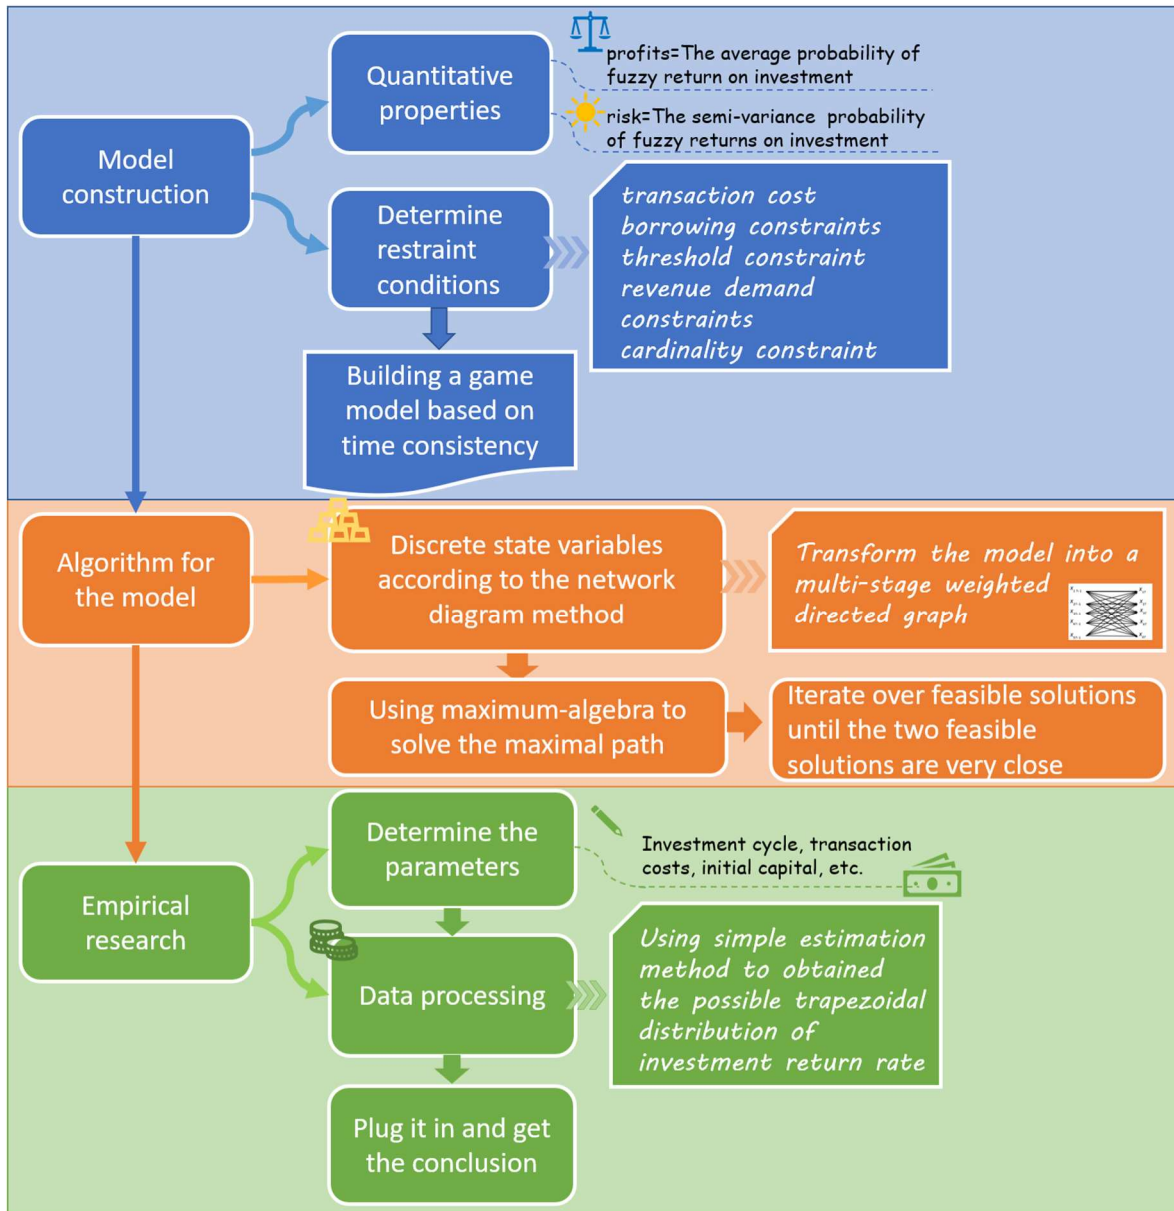 Model
construction
Quantitative
properties
profits=The average probability of
fuzzy return on investment
risk=The semi-variance probability
of fuzzy returns on investment
Determine
restraint
conditions
transaction cost
borrowing constraints
threshold constraint
revenue demand
constraints
cardinality constraint
Building a game
model based on
time consistency
Algorithm for
the model
Discrete state variables
according to the network
diagram method
Transform the model into a
multi-stage weighted
directed graph
Using maximum-algebra to
solve the maximal path
Iterate over feasible solutions
until the two feasible
solutions are very close
Empirical
research
Determine the
parameters
Investment cycle, transaction
costs, initial capital, etc.
Data processing
Using simple estimation
method to obtained
the possible trapezoidal
distribution of
investment return rate
Plug it in and get
the conclusion